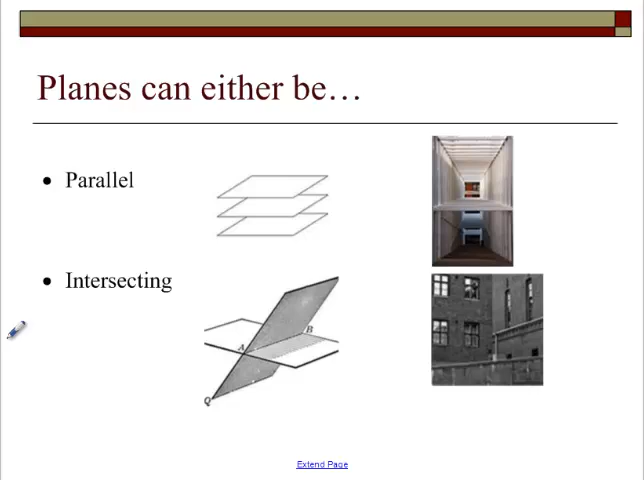 Planes can either be…
• Parallel
• Intersecting
A
B
Q
Extend Page